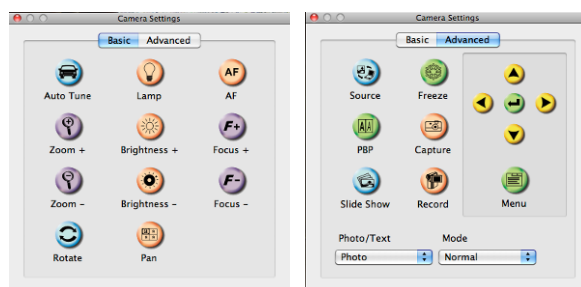 Camera Settings
Basic Advanced
Auto Tune Lamp AF
AF
Zoom + Brightness + Focus +
F+
Zoom - Brightness - Focus -
F-
Rotate Pan
Camera Settings
Basic Advanced
Source Freeze
PBP Capture
Slide Show Record Menu
Photo/Text Mode
Photo Normal